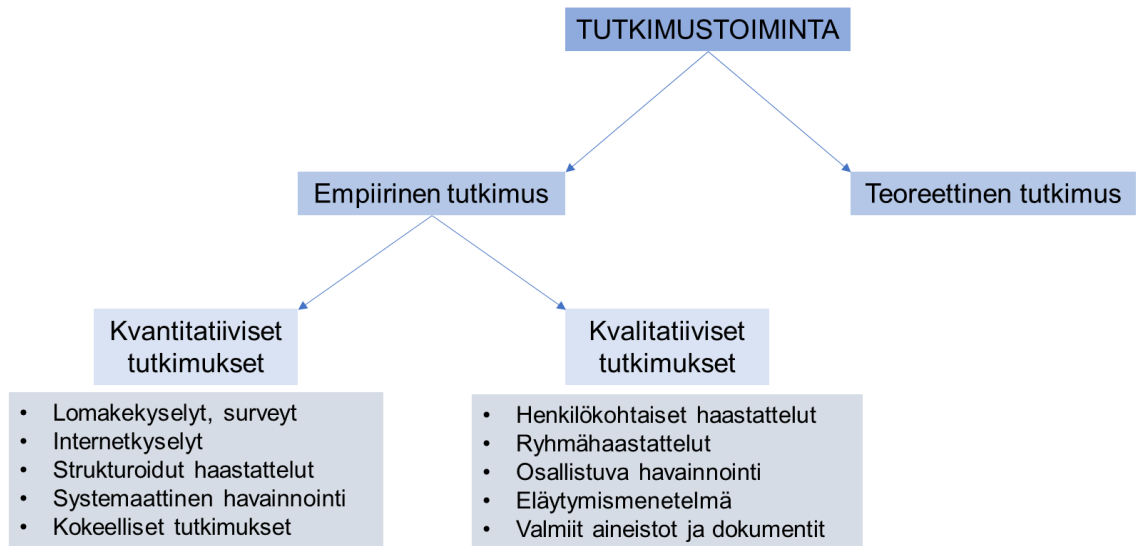 TUTKIMUSTOIMINTA
Empiirinen tutkimus
Teoreettinen tutkimus
Kvantitatiiviset
tutkimukset
• Lomakekyselyt, surveyt
• Internetkyselyt
• Strukturoidut haastattelut
• Systemaattinen havainnointi
• Kokeelliset tutkimukset
Kvalitatiiviset
tutkimukset
• Henkilökohtaiset haastattelut
• Ryhmähaastattelut
• Osallistuva havainnointi
• Eläytymismenetelmä
• Valmiit aineistot ja dokumentit